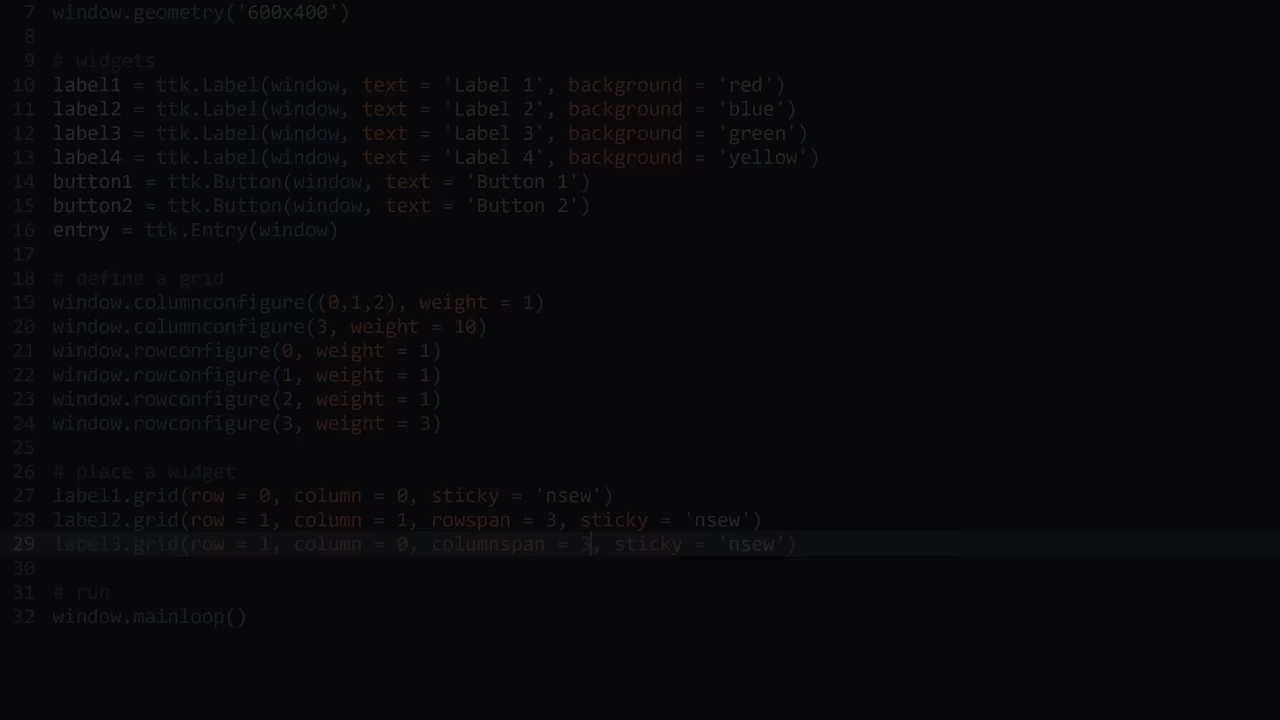 7 window.geometry('600x400')
8
9 # widgets
10 label1 = ttk.Label(window, text = 'Label 1', background = 'red')
11 label2 = ttk.Label(window, text = 'Label 2', background = 'blue')
12 label3 = ttk.Label(window, text = 'Label 3', background = 'green')
13 label4 = ttk.Label(window, text = 'Label 4', background = 'yellow')
14 button1 = ttk.Button(window, text = 'Button 1')
15 button2 = ttk.Button(window, text = 'Button 2')
16 entry = ttk.Entry(window)
17
18 # define a grid
19 window.columnconfigure((0,1,2), weight = 1)
20 window.columnconfigure(3, weight = 10)
21 window.rowconfigure(0, weight = 1)
22 window.rowconfigure(1, weight = 1)
23 window.rowconfigure(2, weight = 1)
24 window.rowconfigure(3, weight = 3)
25
26 # place a widget
27 label1.grid(row = 0, column = 0, sticky = 'nsew')
28 label2.grid(row = 1, column = 1, rowspan = 3, sticky = 'nsew')
29 label3.grid(row = 1, column = 0, columnspan = 3, sticky = 'nsew')
30
31 # run
32 window.mainloop()